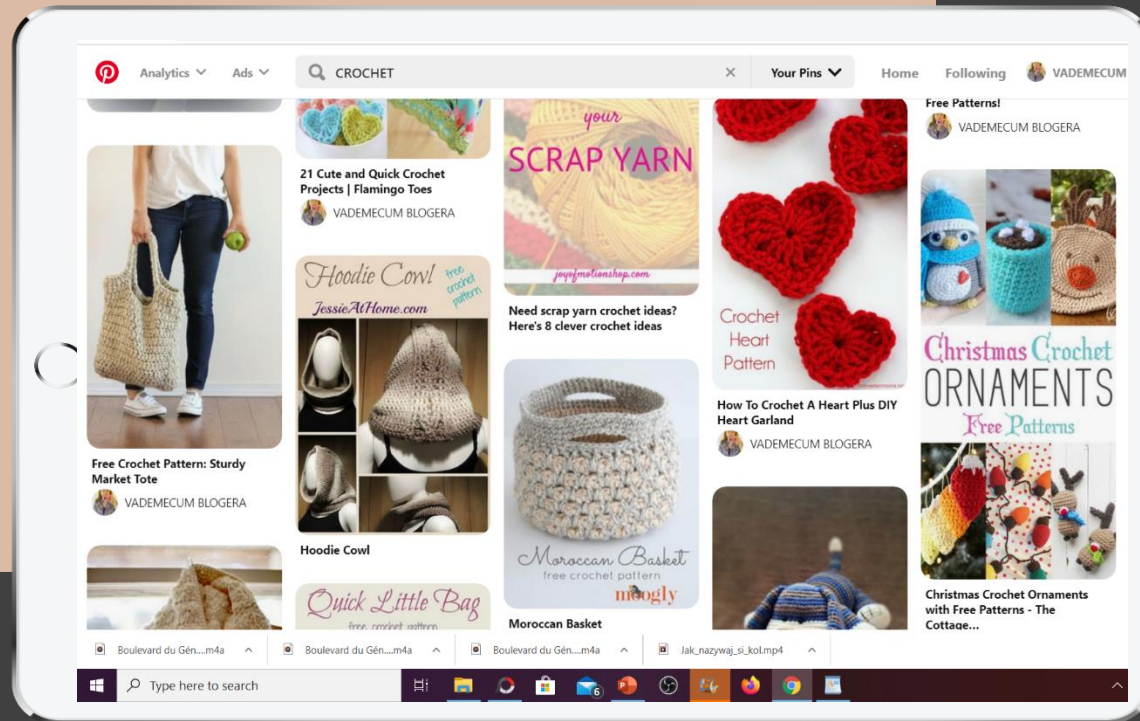 Analytics
Ads
CROCHET
Your Pins
Home
Following
VADEMECUM
Free Crochet Pattern: Sturdy
Market Tote
VADEMECUM BLOGERA
21 Cute and Quick Crochet
Projects | Flamingo Toes
VADEMECUM BLOGERA
Hoodie Cowl
free
crochet
pattern
JessieAtHome.com
Hoodie Cowl
Quick Little Bag
free crochet pattern
your
SCRAP YARN
joyofmotionshop.com
Need scrap yarn crochet ideas?
Here's 8 clever crochet ideas
Moroccan Basket
free crochet pattern
moogly
Moroccan Basket
Crochet
Heart
Pattern
How To Crochet A Heart Plus DIY
Heart Garland
VADEMECUM BLOGERA
Free Patterns!
VADEMECUM BLOGERA
Christmas Crochet
ORNAMENTS
Free Patterns
Christmas Crochet Ornaments
with Free Patterns - The
Cottage...
Boulevard du Gén....m4a
Boulevard du Gén....m4a
Boulevard du Gén....m4a
Jak_nazywaj_si_kol.mp4
Type here to search
6